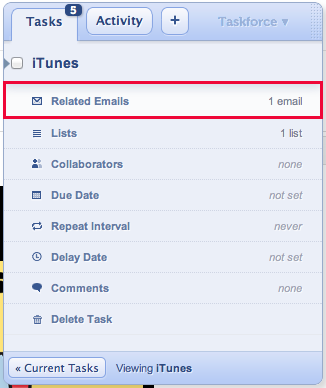 Tasks 5 Activity + Taskforce ▾
iTunes
Related Emails 1 email
Lists 1 list
Collaborators none
Due Date not set
Repeat Interval never
Delay Date not set
Comments none
Delete Task
« Current Tasks Viewing iTunes